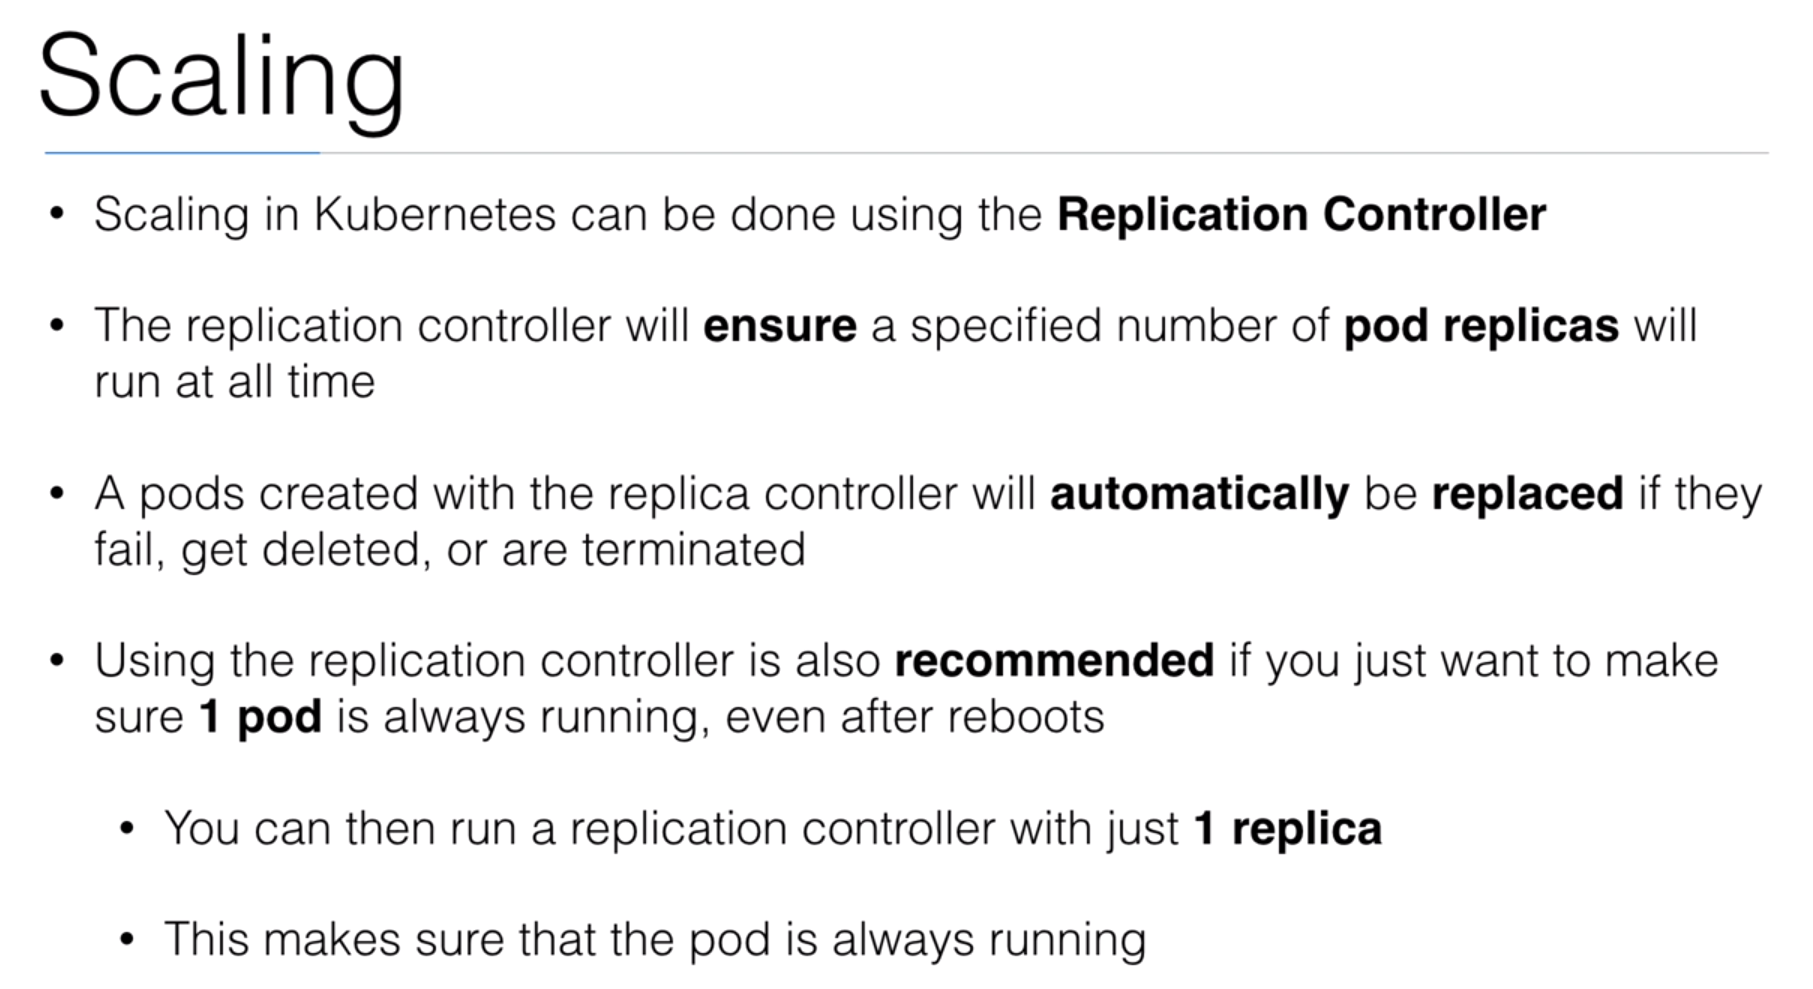 Scaling
• Scaling in Kubernetes can be done using the Replication Controller
• The replication controller will ensure a specified number of pod replicas will
run at all time
• A pods created with the replica controller will automatically be replaced if they
fail, get deleted, or are terminated
• Using the replication controller is also recommended if you just want to make
sure 1 pod is always running, even after reboots
• You can then run a replication controller with just 1 replica
• This makes sure that the pod is always running